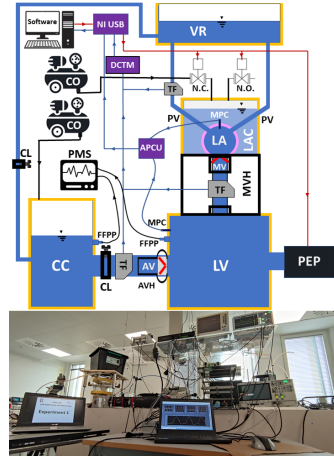 Software
NI USB
VR
DCTM
CO
N.C.
N.O.
TF
CO
PV
MPC
PV
LA
LAC
CL
PMS
APCU
MV
MVH
TF
FFPP
MPC
FFPP
CC
TF
AV
LV
PEP
CL
AVH
Experiment 1